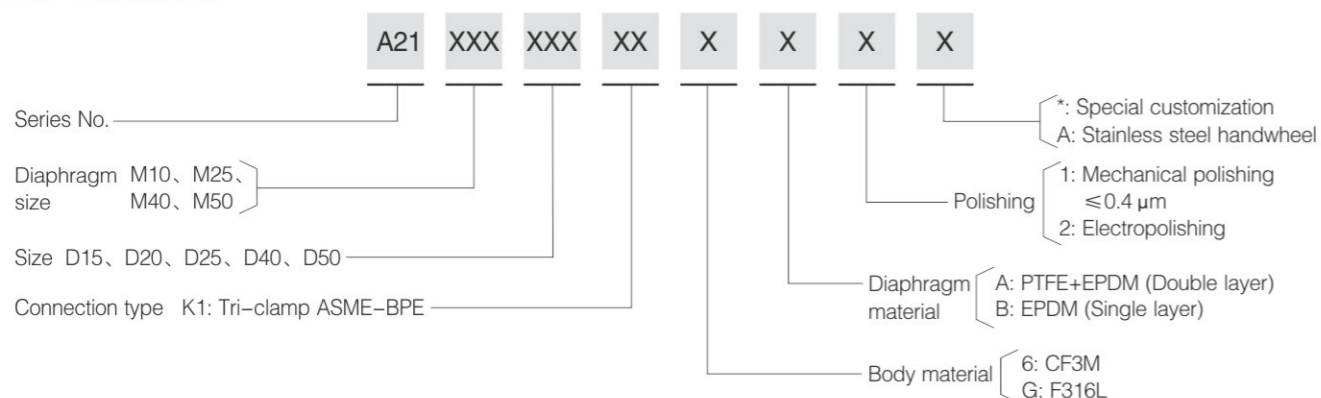 A21 XXX XXX XX X X X X
Series No.
*: Special customization
A: Stainless steel handwheel
Diaphragm size M10、M25、
M40、M50
Polishing
1: Mechanical polishing
≤0.4 μm
2: Electropolishing
Size D15、D20、D25、D40、D50
Connection type K1: Tri-clamp ASME-BPE
Diaphragm
material
A: PTFE+EPDM (Double layer)
B: EPDM (Single layer)
Body material
6: CF3M
G: F316L